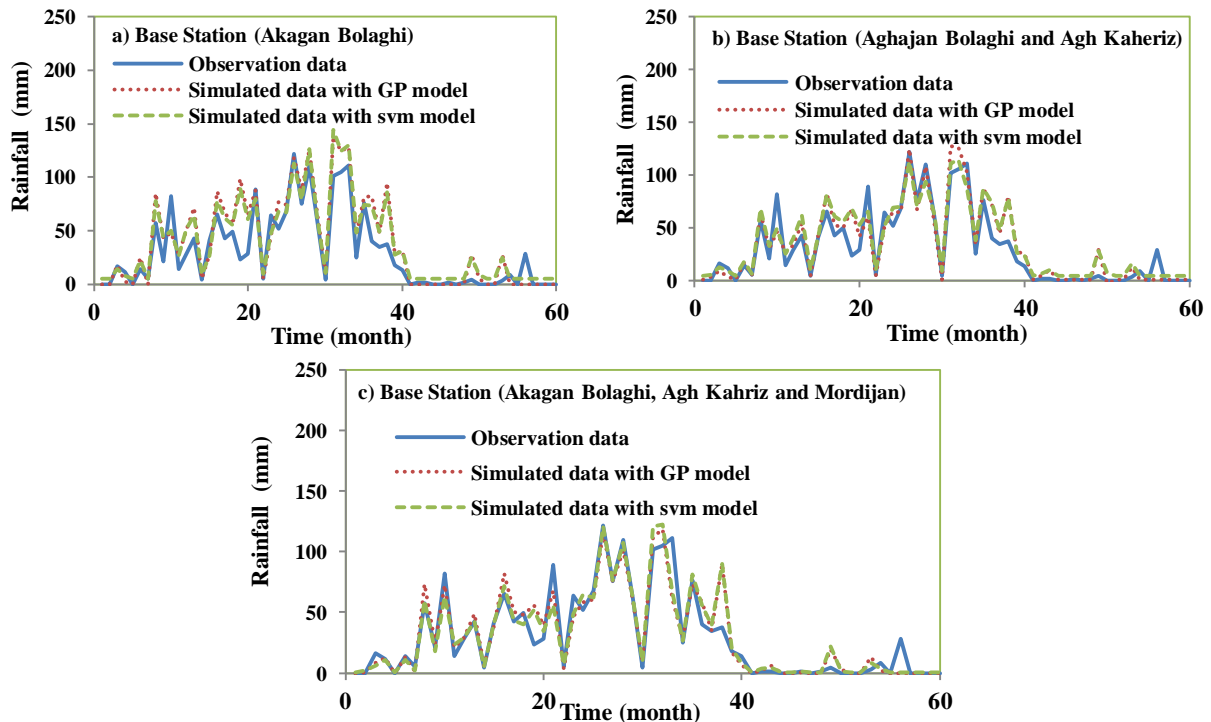 250
200
150
100
50
0
Rainfall (mm)
a) Base Station (Akagan Bolaghi)
Observation data
Simulated data with GP model
Simulated data with svm model
0
20
40
60
Time (month)
250
200
150
100
50
0
Rainfall (mm)
b) Base Station (Aghajan Bolaghi and Agh Kaheriz)
Observation data
Simulated data with GP model
Simulated data with svm model
0
20
40
60
Time (month)
250
200
150
100
50
0
Rainfall (mm)
c) Base Station (Akagan Bolaghi, Agh Kahriz and Mordijan)
Observation data
Simulated data with GP model
Simulated data with svm model
0
20
40
60
Time (month)